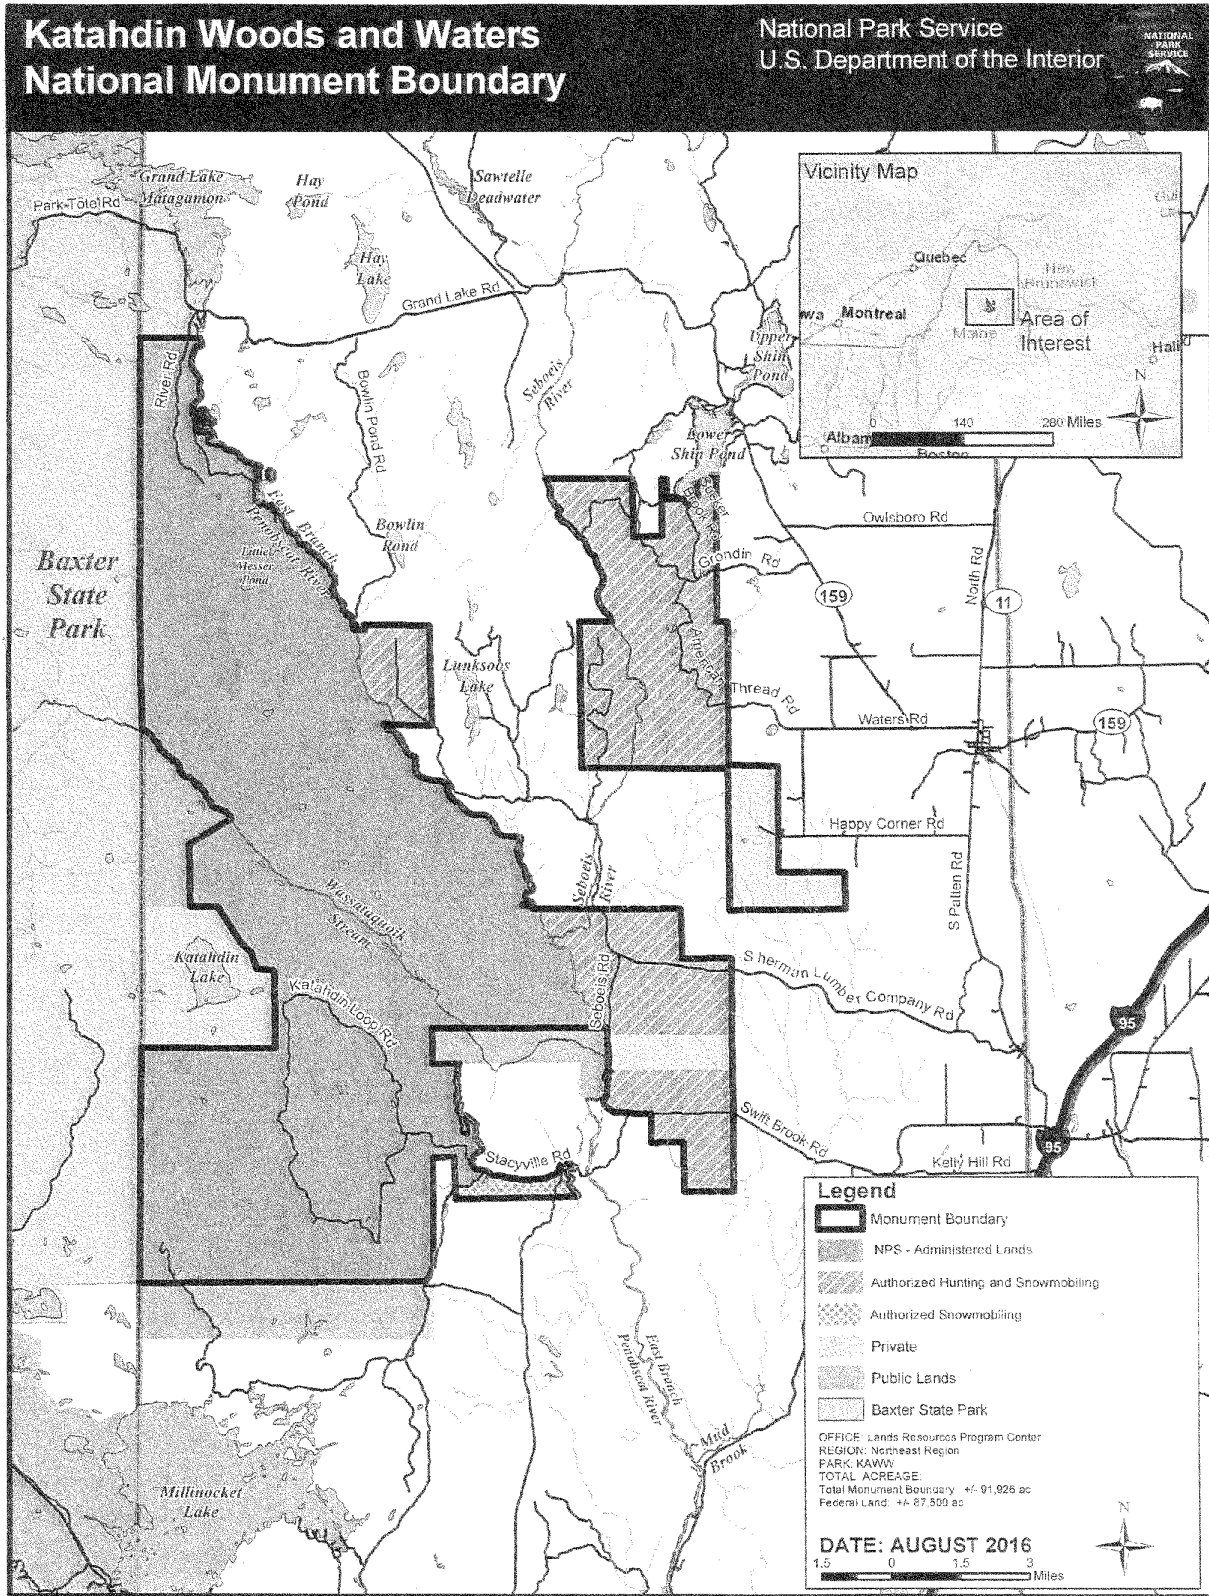 Katahdin Woods and Waters
National Monument Boundary
National Park Service
U.S. Department of the Interior
NATIONAL
PARK
SERVICE
Vicinity Map
Quebec
New
Brunswick
Montreal
Maine
Area of
Interest
Hali
N
0 140 280 Miles
Alban
Boston
Grand Lake
Matagamon
Hay
Pond
Sawtelle
Deadwater
Park Tote Rd
Hay
Lake
Grand Lake Rd
Upper
Shin
Pond
River Rd
Bowlin Pond Rd
Seboeis
River
Lower
Shin Pond
Owlsboro Rd
East Branch
Penobscot River
Bowlin
Pond
Grondin Rd
North Rd
Baxter
State
Park
Little
Messer
Pond
159
11
Lunksoos
Lake
American Thread Rd
Waters Rd
159
Happy Corner Rd
Seboeis
River
S Patten Rd
Wassataquoik
Stream
Katahdin
Lake
Katahdin Loop Rd
Seboeis Rd
Sherman Lumber Company Rd
95
Swift Brook Rd
95
Stacyville Rd
Kelly Hill Rd
East Branch
Penobscot River
Mud
Brook
Millinocket
Lake
Legend
Monument Boundary
NPS - Administered Lands
Authorized Hunting and Snowmobiling
Authorized Snowmobiling
Private
Public Lands
Baxter State Park
OFFICE: Lands Resources Program Center
REGION: Northeast Region
PARK: KAWW
TOTAL ACREAGE:
Total Monument Boundary +/- 91,926 ac
Federal Land: +/- 87,500 ac
N
DATE: AUGUST 2016
1.5 0 1.5 3
Miles